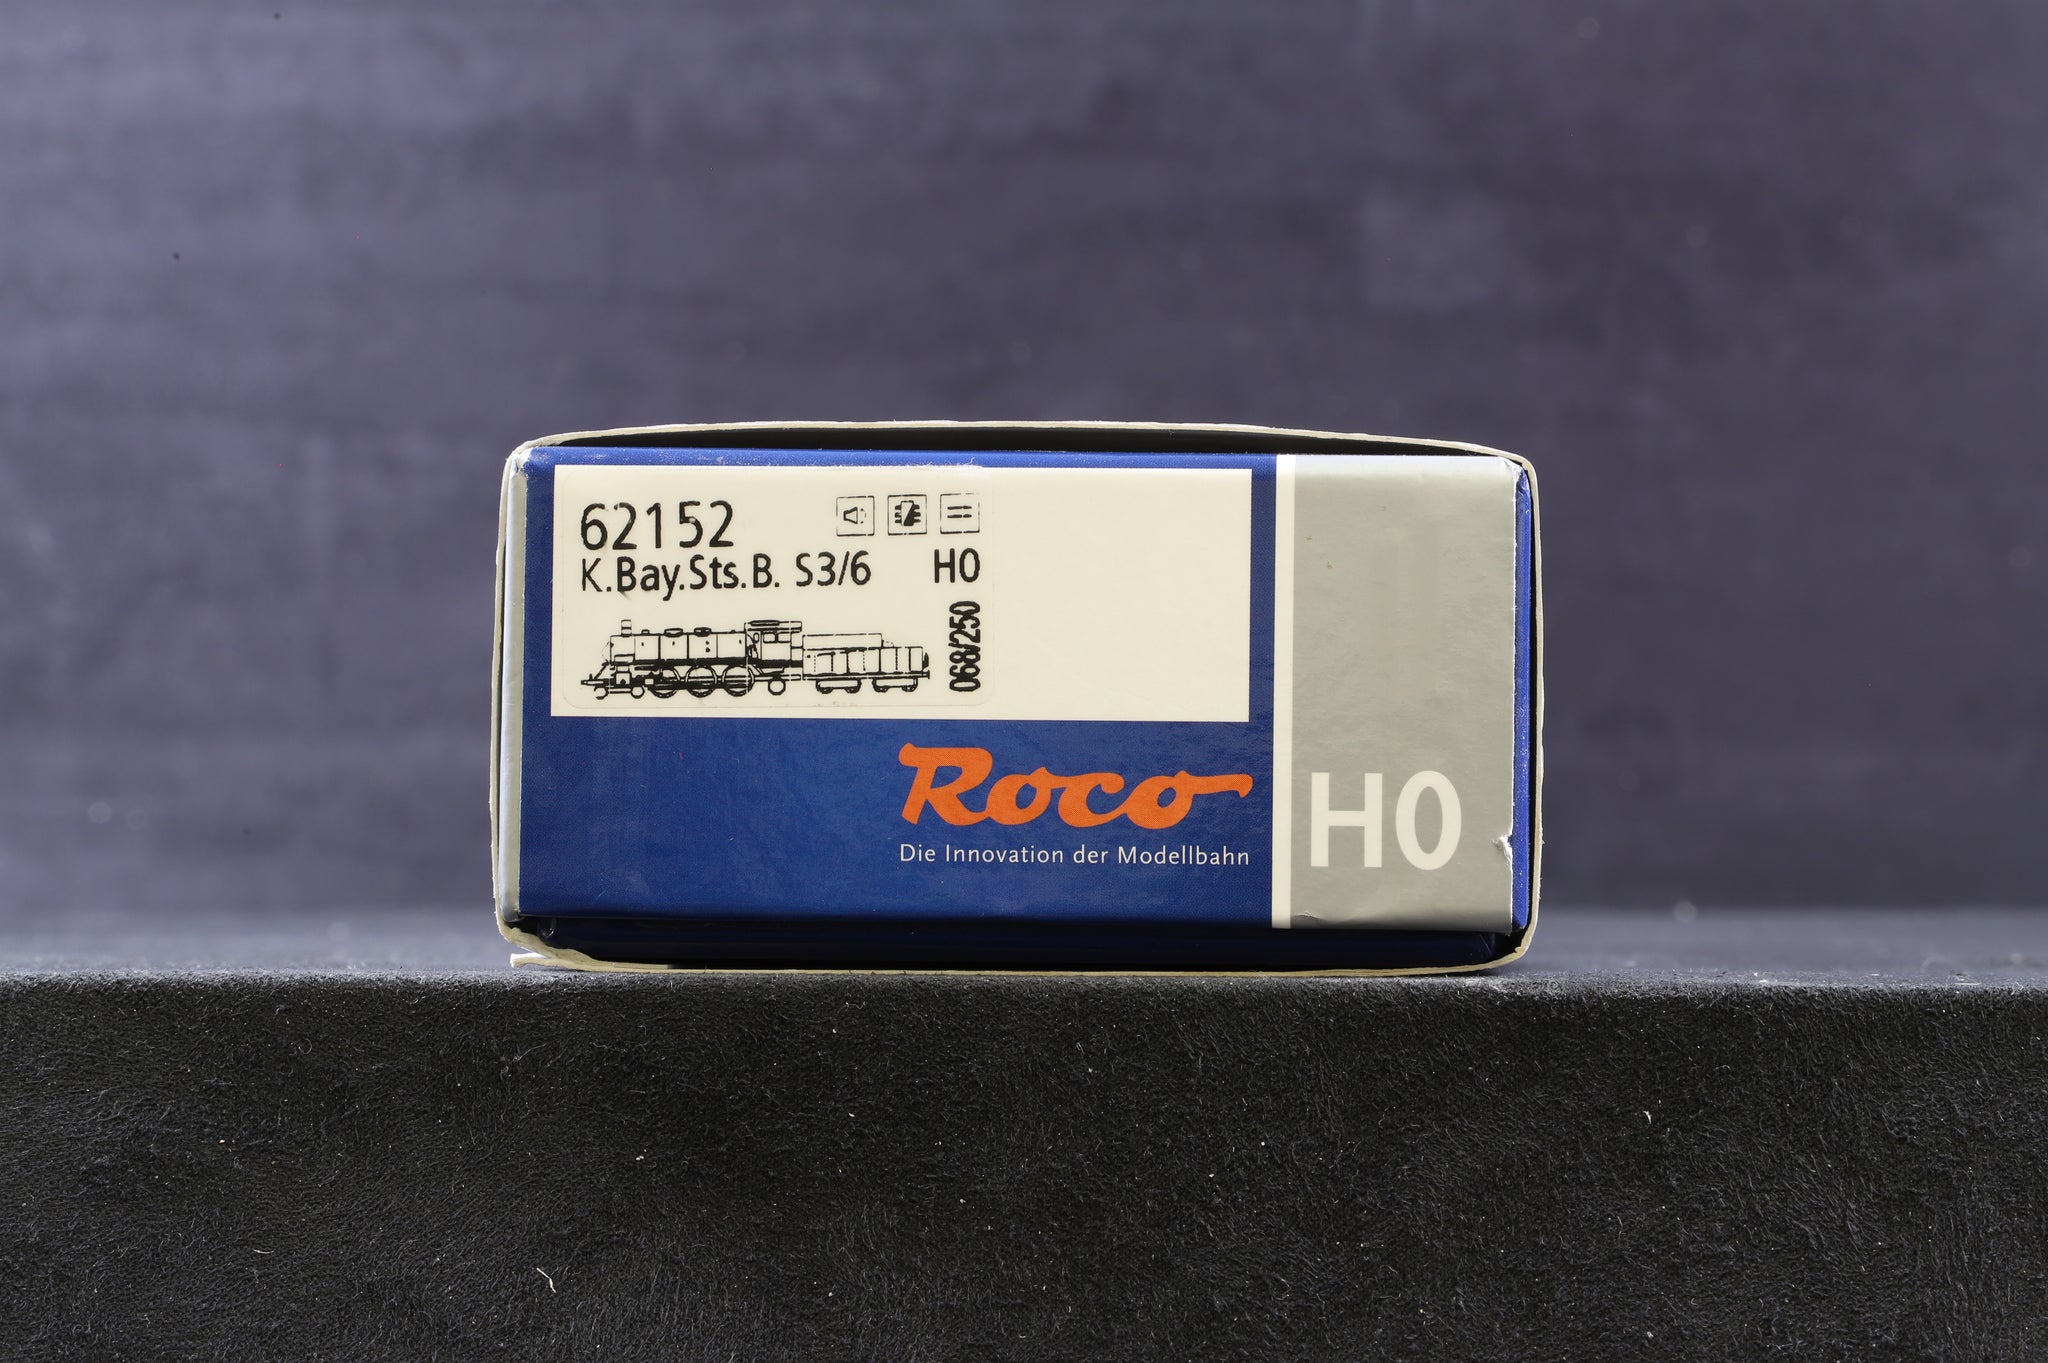 62152
K.Bay.Sts.B. S3/6 H0
068/250
Roco
Die Innovation der Modellbahn
H0